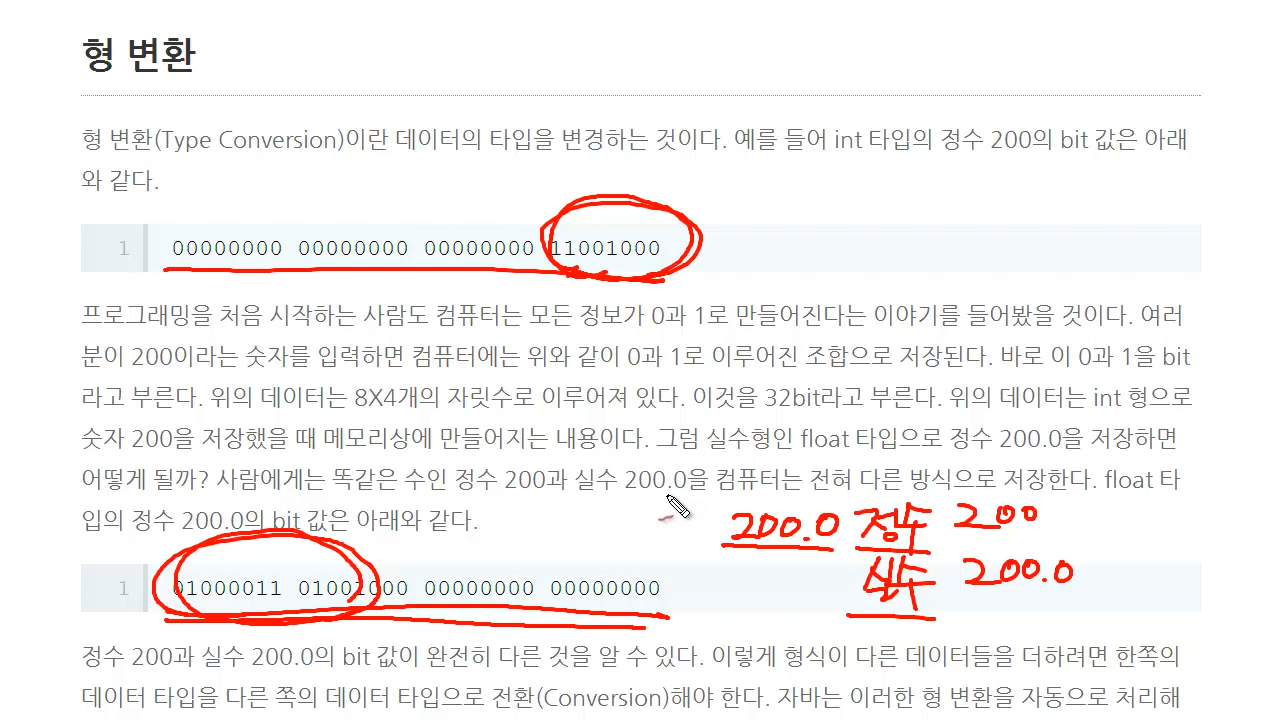 형 변환
형 변환(Type Conversion)이란 데이터의 타입을 변경하는 것이다. 예를 들어 int 타입의 정수 200의 bit 값은 아래
와 같다.
1 00000000 00000000 00000000 11001000
프로그래밍을 처음 시작하는 사람도 컴퓨터는 모든 정보가 0과 1로 만들어진다는 이야기를 들어봤을 것이다. 여러
분이 200이라는 숫자를 입력하면 컴퓨터에는 위와 같이 0과 1로 이루어진 조합으로 저장된다. 바로 이 0과 1을 bit
라고 부른다. 위의 데이터는 8X4개의 자릿수로 이루어져 있다. 이것을 32bit라고 부른다. 위의 데이터는 int 형으로
숫자 200을 저장했을 때 메모리상에 만들어지는 내용이다. 그럼 실수형인 float 타입으로 정수 200.0을 저장하면
어떻게 될까? 사람에게는 똑같은 수인 정수 200과 실수 200.0을 컴퓨터는 전혀 다른 방식으로 저장한다. float 타
입의 정수 200.0의 bit 값은 아래와 같다.
200.0 정수 200
실수 200.0
1 01000011 01001000 00000000 00000000
정수 200과 실수 200.0의 bit 값이 완전히 다른 것을 알 수 있다. 이렇게 형식이 다른 데이터들을 더하려면 한쪽의
데이터 타입을 다른 쪽의 데이터 타입으로 전환(Conversion)해야 한다. 자바는 이러한 형 변환을 자동으로 처리해